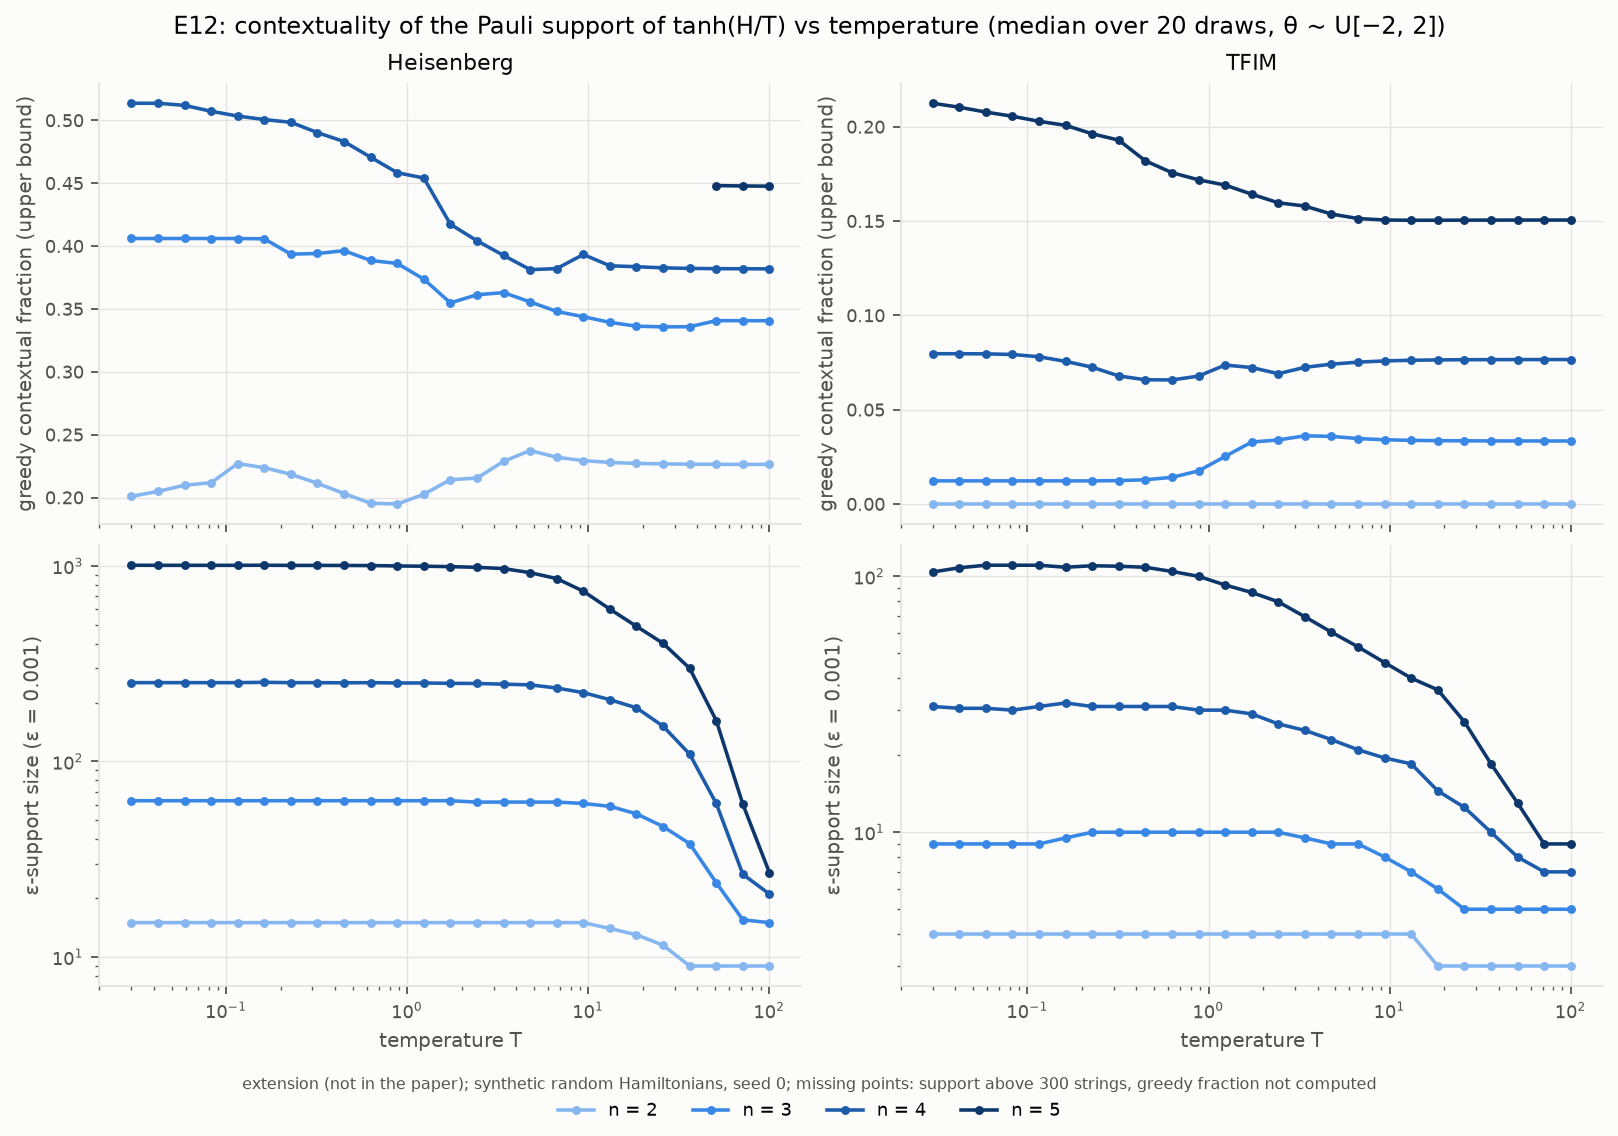 E12: contextuality of the Pauli support of tanh(H/T) vs temperature (median over 20 draws, θ ~ U[−2, 2])
Heisenberg
TFIM
greedy contextual fraction (upper bound)
0.50
0.45
0.40
0.35
0.30
0.25
0.20
greedy contextual fraction (upper bound)
0.20
0.15
0.10
0.05
0.00
ε-support size (ε = 0.001)
10³
10²
10¹
10⁻¹
10⁰
10¹
10²
temperature T
ε-support size (ε = 0.001)
10²
10¹
10⁻¹
10⁰
10¹
10²
temperature T
extension (not in the paper); synthetic random Hamiltonians, seed 0; missing points: support above 300 strings, greedy fraction not computed
n = 2
n = 3
n = 4
n = 5